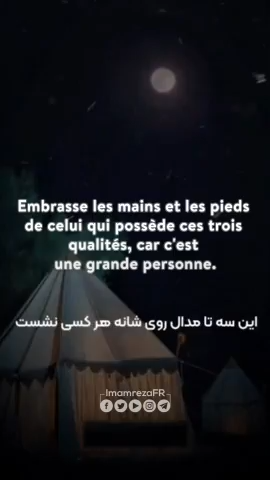 Embrasse les mains et les pieds
de celui qui possède ces trois
qualités, car c'est
une grande personne.
این سه تا مدال روی شانه هر کسی نشست
ImamrezaFR